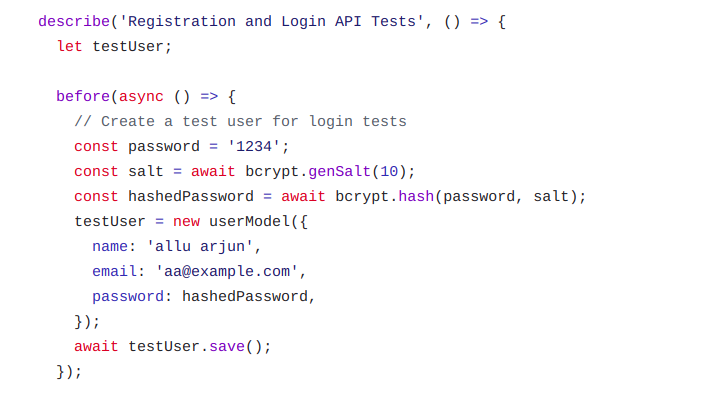 describe('Registration and Login API Tests', () => {
  let testUser;

  before(async () => {
    // Create a test user for login tests
    const password = '1234';
    const salt = await bcrypt.genSalt(10);
    const hashedPassword = await bcrypt.hash(password, salt);
    testUser = new userModel({
      name: 'allu arjun',
      email: 'aa@example.com',
      password: hashedPassword,
    });
    await testUser.save();
  });